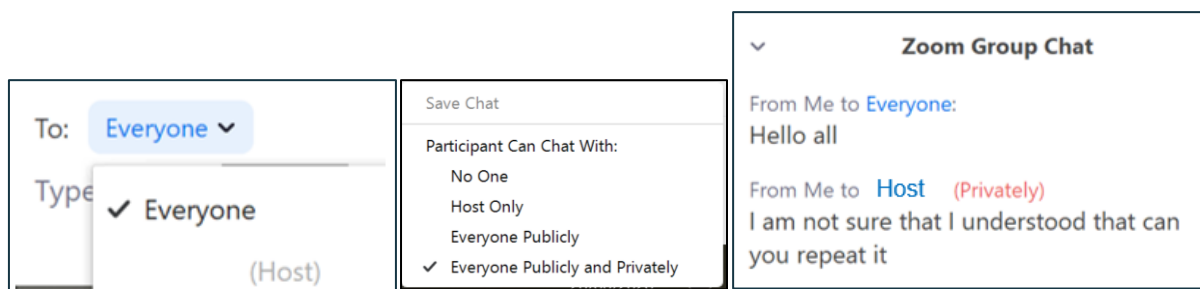 To: Everyone
Type
✓ Everyone
(Host)
Save Chat
Participant Can Chat With:
No One
Host Only
Everyone Publicly
✓ Everyone Publicly and Privately
Zoom Group Chat
From Me to Everyone:
Hello all
From Me to Host (Privately)
I am not sure that I understood that can
you repeat it